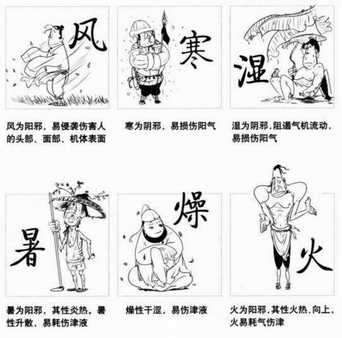 风
寒
湿
风为阳邪，易侵袭伤害人
的头部、面部、机体表面
寒为阴邪，易损伤阳气
湿为阴邪，阻遏气机流动，
易损伤阳气
暑
燥
火
暑为阳邪，其性炎热。暑
性升散，易耗伤津液
燥性干涩，易伤津液
火为阳邪，其性火热，向上，
火易耗气伤津